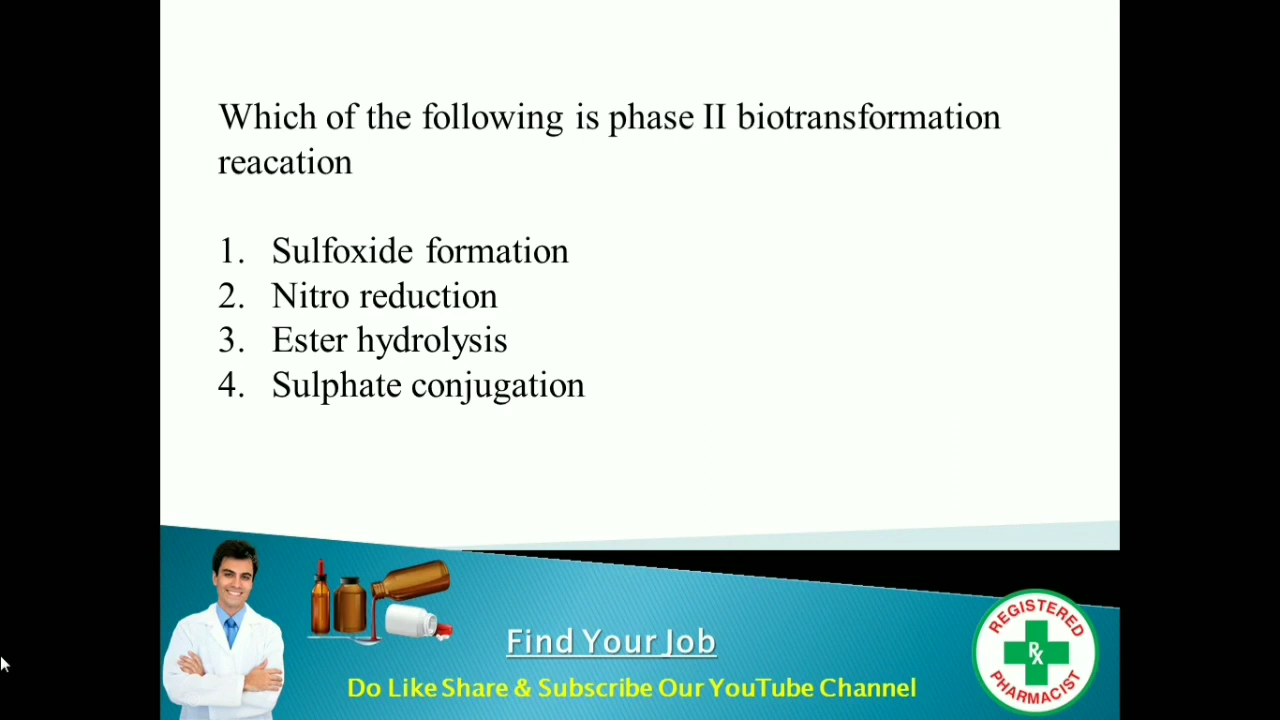 Which of the following is phase II biotransformation
reacation
1. Sulfoxide formation
2. Nitro reduction
3. Ester hydrolysis
4. Sulphate conjugation
Find Your Job
Do Like Share & Subscribe Our YouTube Channel
REGISTERED
Rx
PHARMACIST